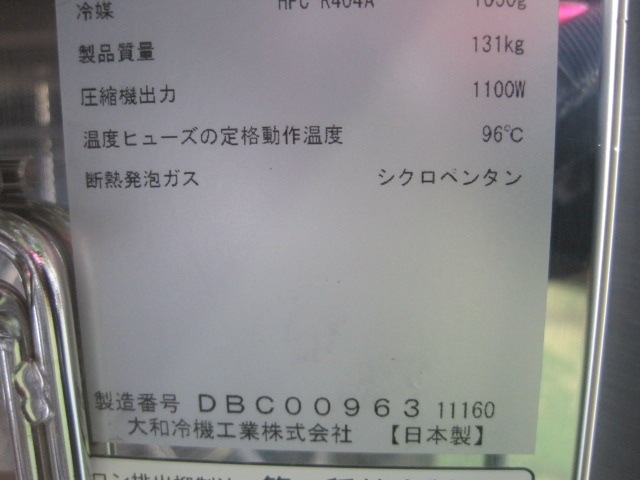 冷媒 HFC R404A 1050g
製品質量 131kg
圧縮機出力 1100W
温度ヒューズの定格動作温度 96℃
断熱発泡ガス シクロペンタン
製造番号 DBC00963 11160
大和冷機工業株式会社 【日本製】